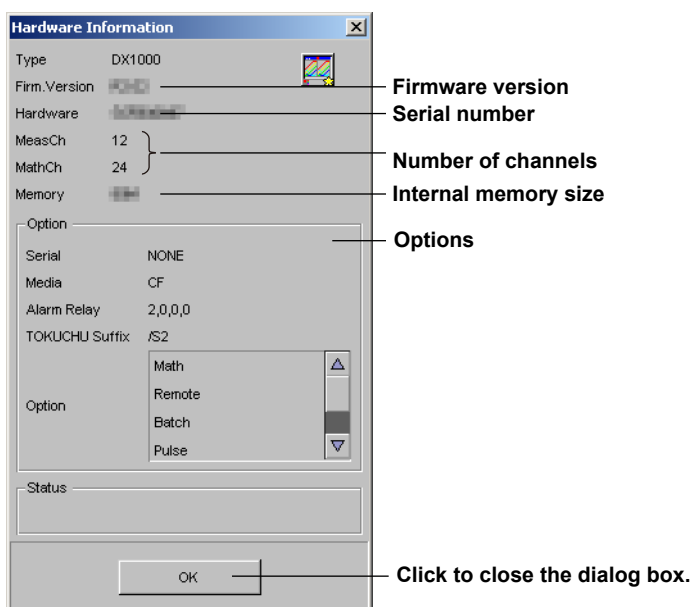 Hardware Information
Type DX1000
Firm.Version
Firmware version
Hardware
Serial number
MeasCh 12
MathCh 24
Number of channels
Memory
Internal memory size
Option
Options
Serial NONE
Media CF
Alarm Relay 2,0,0,0
TOKUCHU Suffix /S2
Option
Math
Remote
Batch
Pulse
Status
OK
Click to close the dialog box.